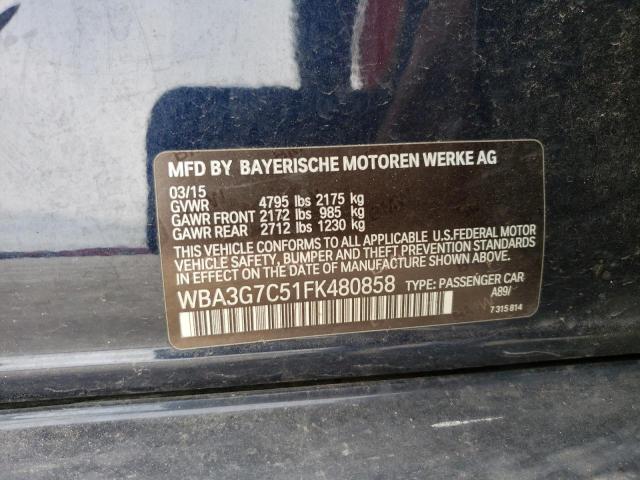 MFD BY BAYERISCHE MOTOREN WERKE AG
03/15
GVWR 4795 lbs 2175 kg
GAWR FRONT 2172 lbs 985 kg
GAWR REAR 2712 lbs 1230 kg
THIS VEHICLE CONFORMS TO ALL APPLICABLE U.S.FEDERAL MOTOR
VEHICLE SAFETY, BUMPER AND THEFT PREVENTION STANDARDS
IN EFFECT ON THE DATE OF MANUFACTURE SHOWN ABOVE.
WBA3G7C51FK480858 TYPE: PASSENGER CAR
A89/
7 315 814